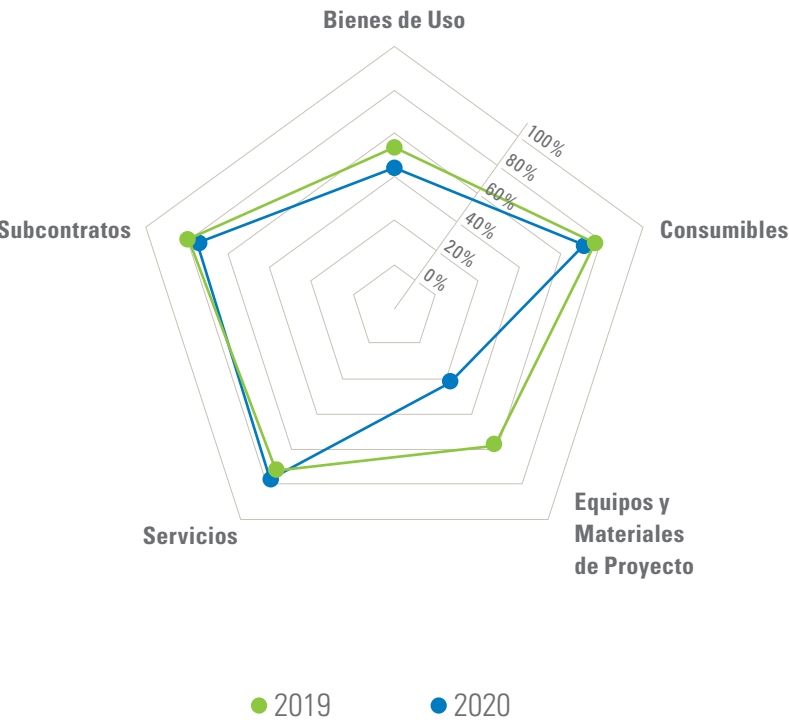 Bienes de Uso
100%
80%
60%
40%
20%
0%
Subcontratos
Consumibles
Equipos y
Materiales
de Proyecto
Servicios
2019
2020